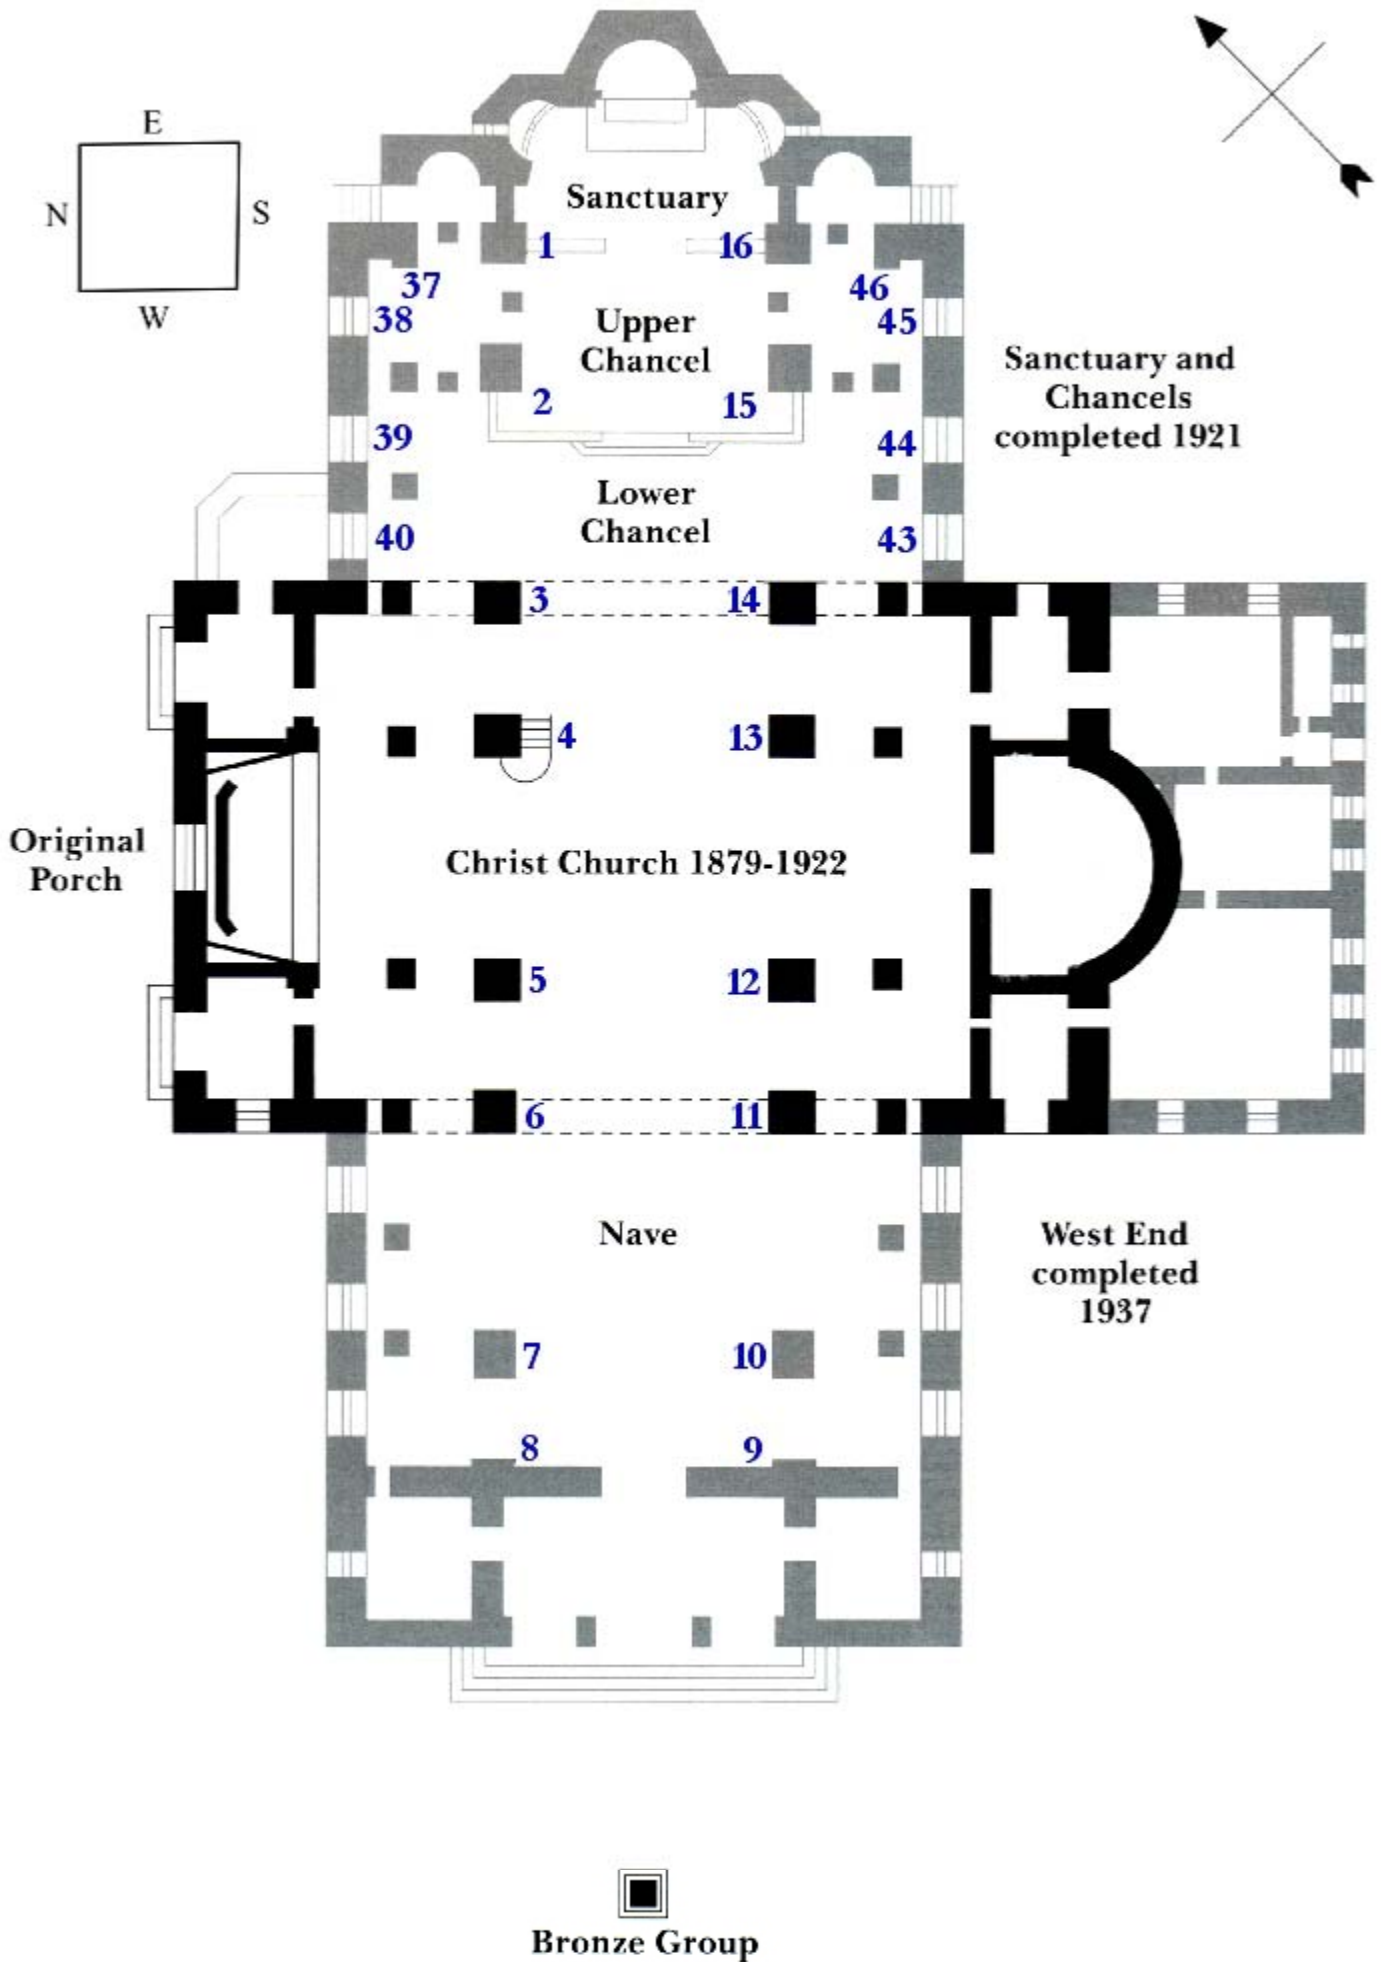 E
N
S
W
Sanctuary
1
16
37
46
38
45
Upper
Chancel
Sanctuary and
Chancels
completed 1921
2
15
39
44
Lower
Chancel
40
43
3
14
4
13
Original
Porch
Christ Church 1879-1922
5
12
6
11
Nave
West End
completed
1937
7
10
8
9
Bronze Group